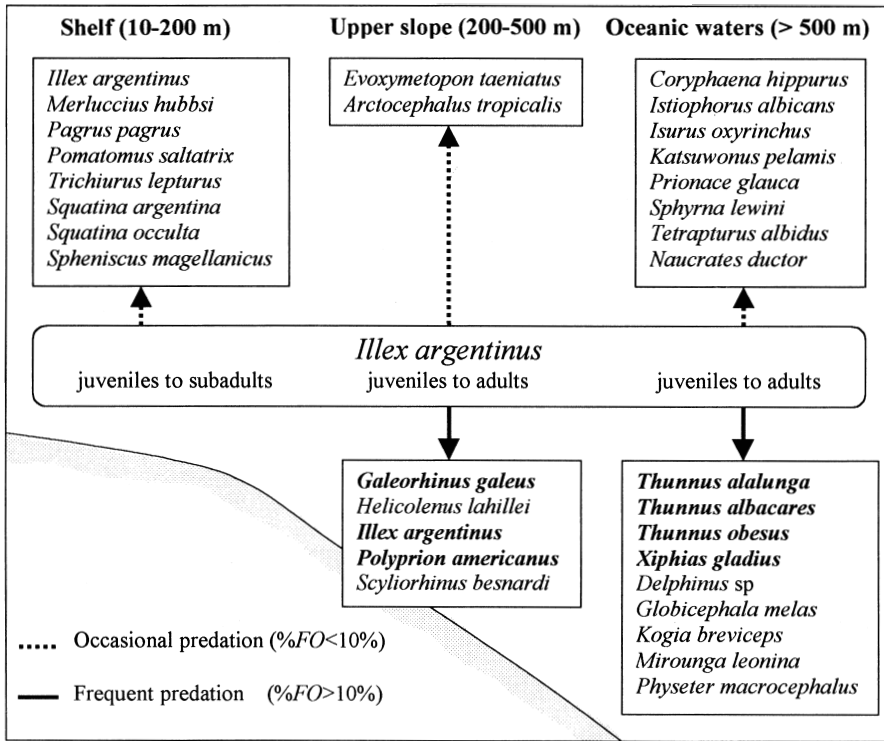 Shelf (10-200 m)
Upper slope (200-500 m)
Oceanic waters (> 500 m)
Illex argentinus
Merluccius hubbsi
Pagrus pagrus
Pomatomus saltatrix
Trichiurus lepturus
Squatina argentina
Squatina occulta
Spheniscus magellanicus
Evoxymetopon taeniatus
Arctocephalus tropicalis
Coryphaena hippurus
Istiophorus albicans
Isurus oxyrinchus
Katsuwonus pelamis
Prionace glauca
Sphyrna lewini
Tetrapturus albidus
Naucrates ductor
Illex argentinus
juveniles to subadults
juveniles to adults
juveniles to adults
Galeorhinus galeus
Helicolenus lahillei
Illex argentinus
Polyprion americanus
Scyliorhinus besnardi
Thunnus alalunga
Thunnus albacares
Thunnus obesus
Xiphias gladius
Delphinus sp
Globicephala melas
Kogia breviceps
Mirounga leonina
Physeter macrocephalus
Occasional predation (%FO<10%)
Frequent predation (%FO>10%)